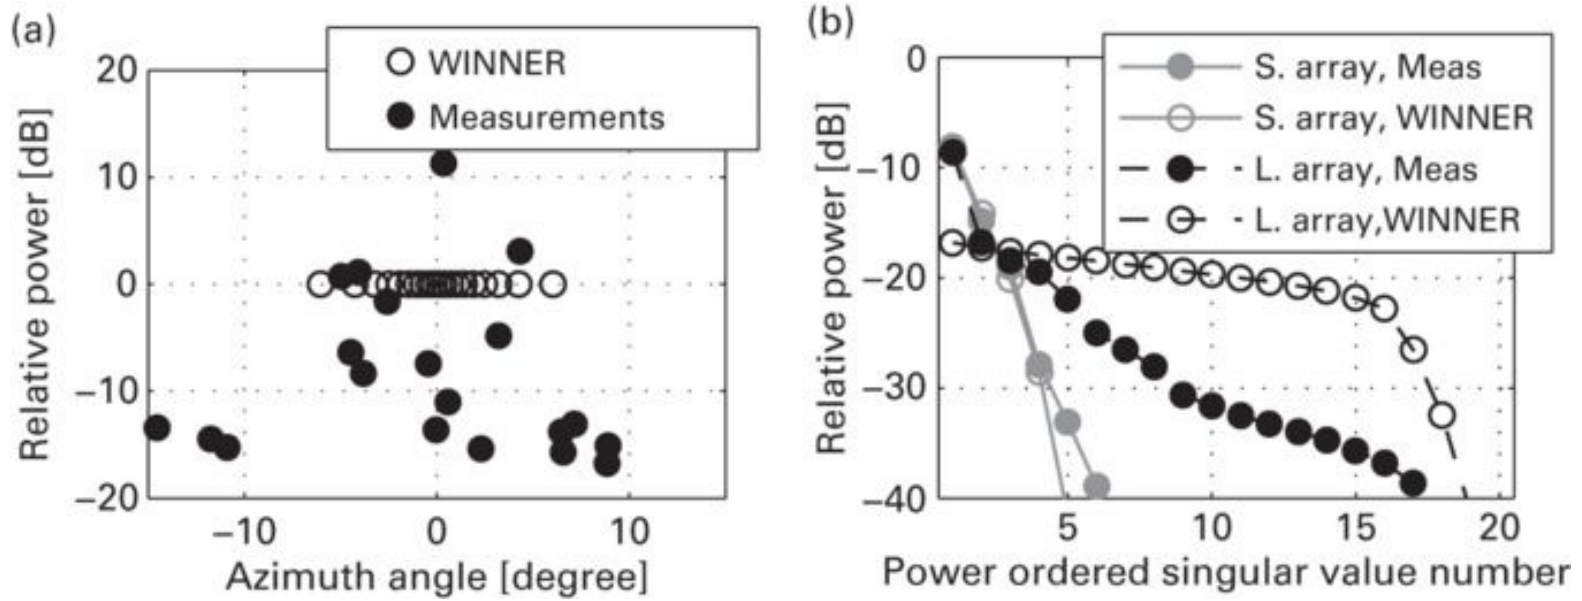 (a)
WINNER
Measurements
20
10
0
−10
−20
Relative power [dB]
−10
0
10
Azimuth angle [degree]
(b)
S. array, Meas
S. array, WINNER
L. array, Meas
L. array,WINNER
0
−10
−20
−30
−40
Relative power [dB]
5
10
15
20
Power ordered singular value number